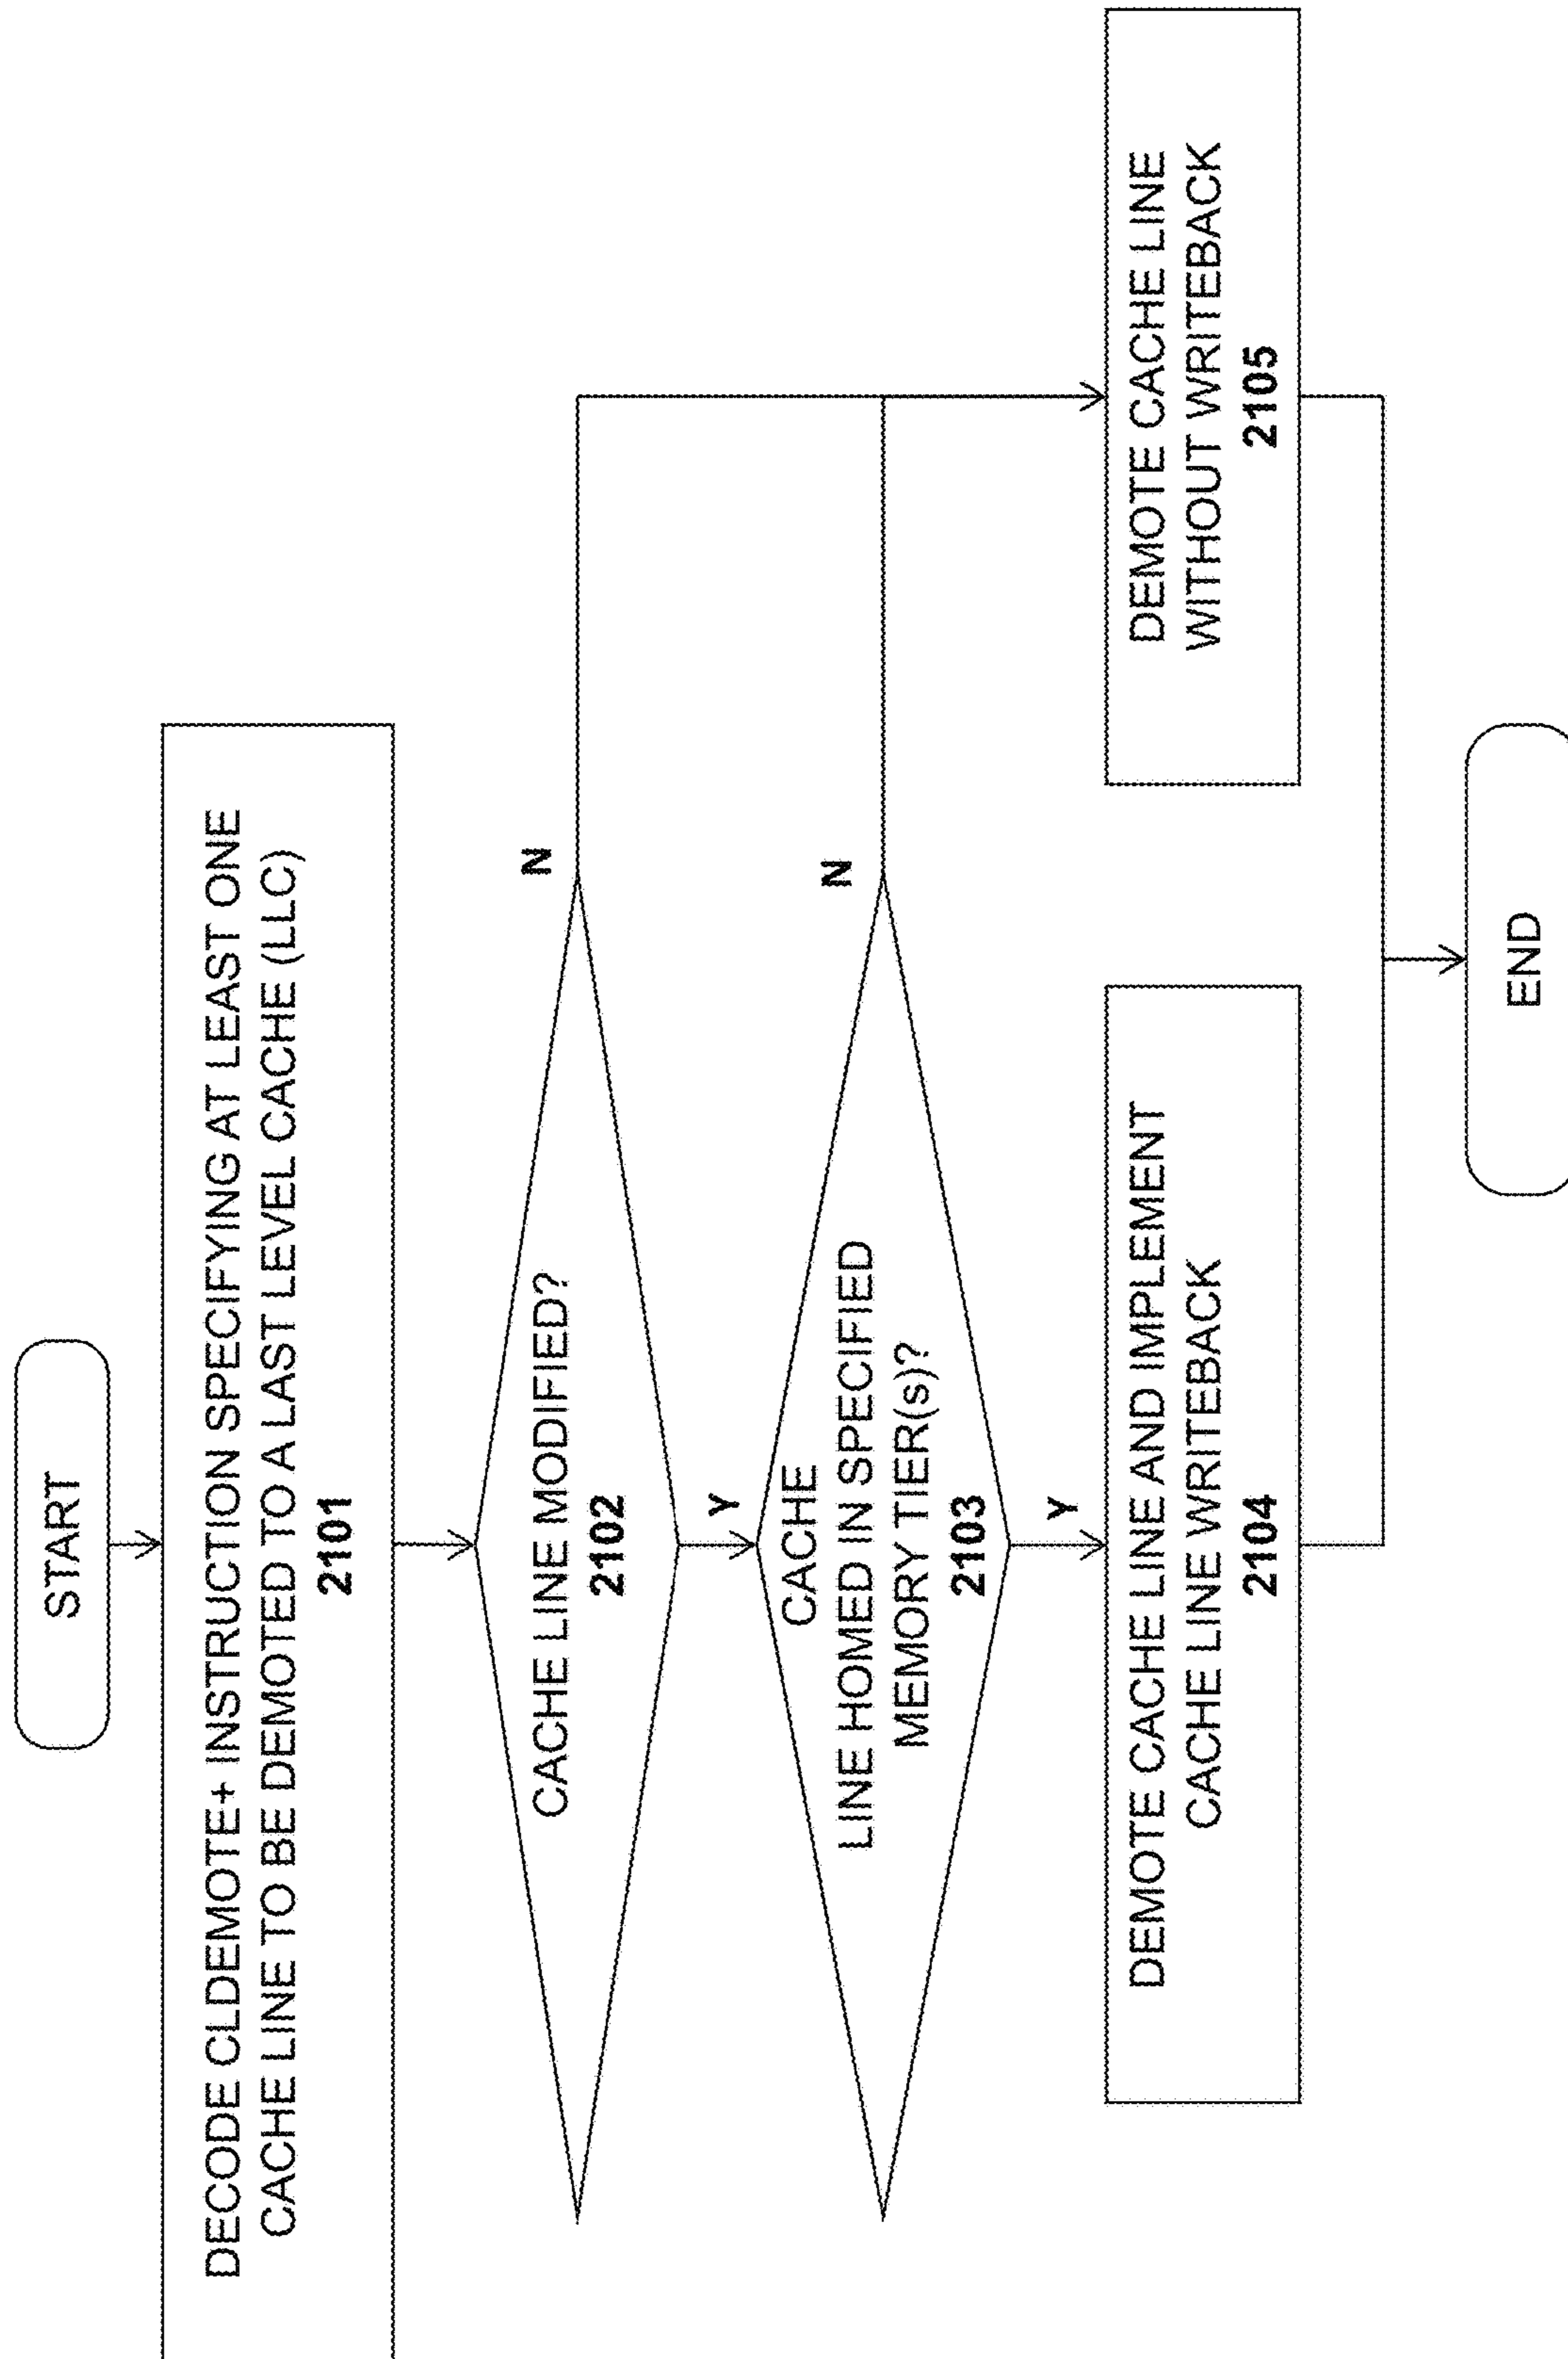 START
DECODE CLDEMOTE+ INSTRUCTION SPECIFYING AT LEAST ONE
CACHE LINE TO BE DEMOTED TO A LAST LEVEL CACHE (LLC)
2101
CACHE LINE MODIFIED?
2102
N
Y
CACHE
LINE HOMED IN SPECIFIED
MEMORY TIER(s)?
2103
N
Y
DEMOTE CACHE LINE AND IMPLEMENT
CACHE LINE WRITEBACK
2104
DEMOTE CACHE LINE
WITHOUT WRITEBACK
2105
END